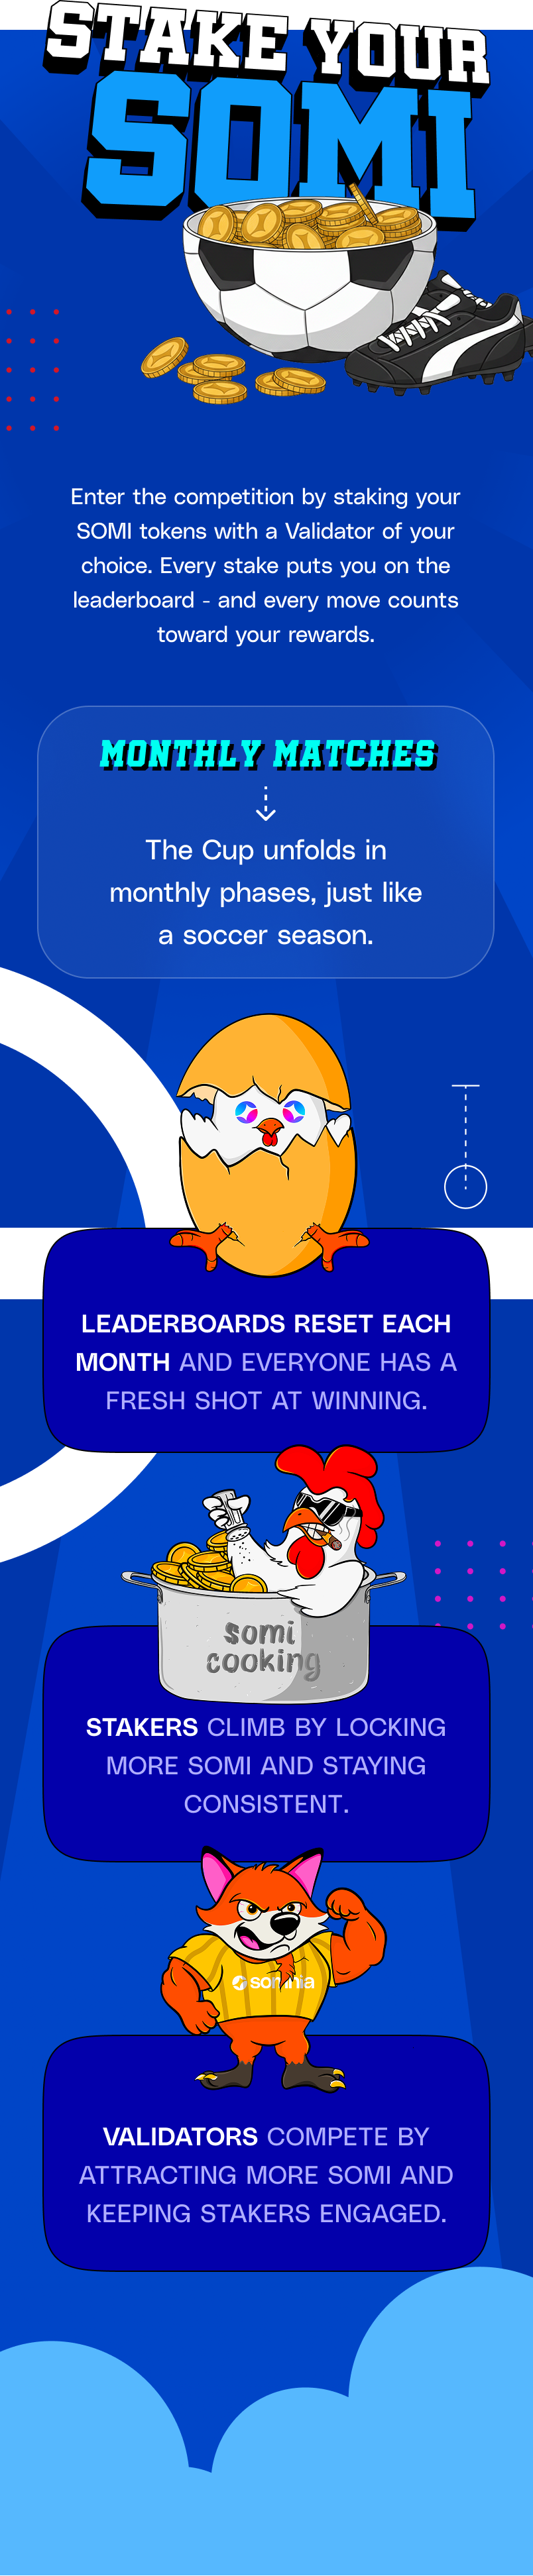 STAKE YOUR
SOMI
Enter the competition by staking your
SOMI tokens with a Validator of your
choice. Every stake puts you on the
leaderboard - and every move counts
toward your rewards.
MONTHLY MATCHES
The Cup unfolds in
monthly phases, just like
a soccer season.
LEADERBOARDS RESET EACH
MONTH AND EVERYONE HAS A
FRESH SHOT AT WINNING.
somi
cooking
STAKERS CLIMB BY LOCKING
MORE SOMI AND STAYING
CONSISTENT.
somnia
VALIDATORS COMPETE BY
ATTRACTING MORE SOMI AND
KEEPING STAKERS ENGAGED.